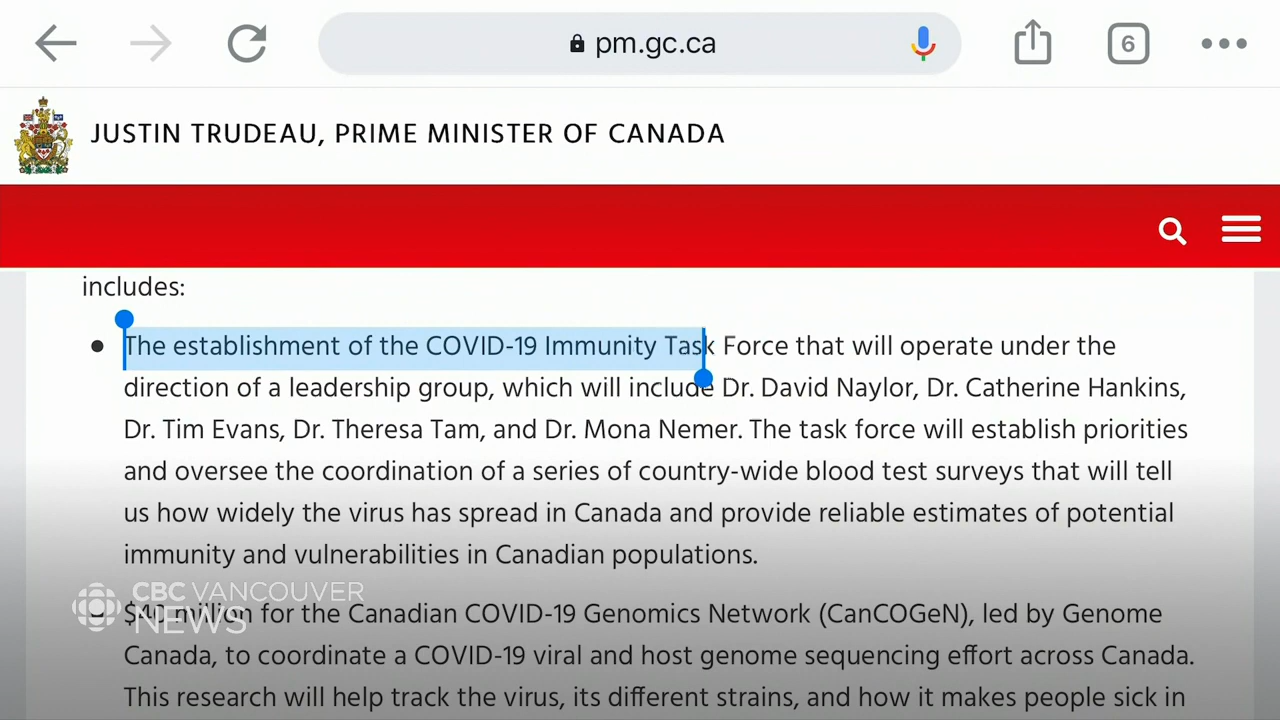 pm.gc.ca
6
JUSTIN TRUDEAU, PRIME MINISTER OF CANADA
includes:
• The establishment of the COVID-19 Immunity Task Force that will operate under the
direction of a leadership group, which will include Dr. David Naylor, Dr. Catherine Hankins,
Dr. Tim Evans, Dr. Theresa Tam, and Dr. Mona Nemer. The task force will establish priorities
and oversee the coordination of a series of country-wide blood test surveys that will tell
us how widely the virus has spread in Canada and provide reliable estimates of potential
immunity and vulnerabilities in Canadian populations.
CBC VANCOUVER
NEWS
• $40 million for the Canadian COVID-19 Genomics Network (CanCOGeN), led by Genome
Canada, to coordinate a COVID-19 viral and host genome sequencing effort across Canada.
This research will help track the virus, its different strains, and how it makes people sick in